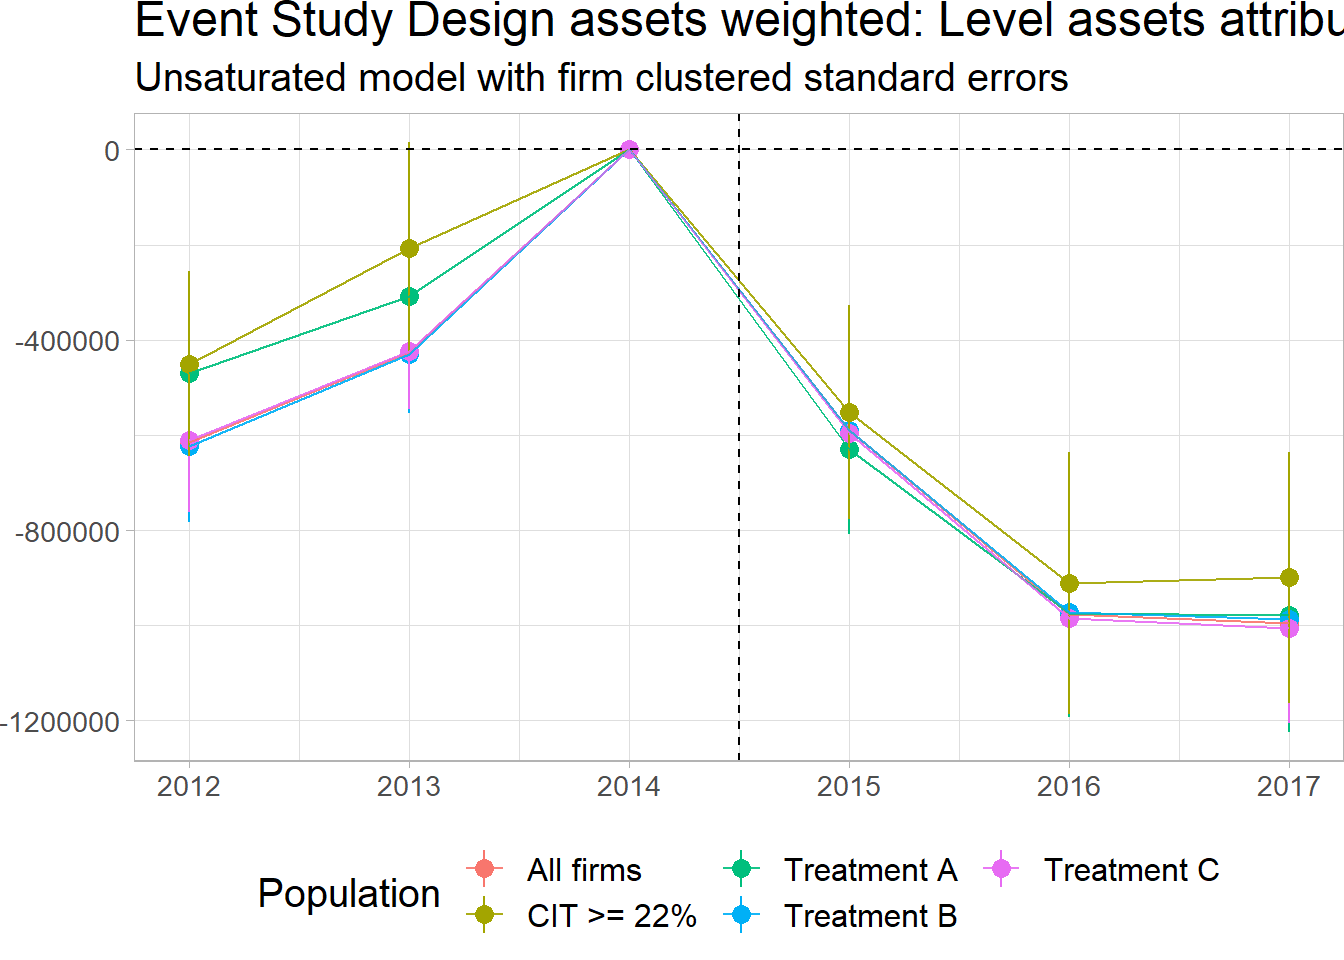 Event Study Design assets weighted: Level assets
Unsaturated model with firm clustered standard errors
0
-400000
-800000
-1200000
2012 2013 2014 2015 2016 2017
Population
All firms Treatment A Treatment C
CIT >= 22% Treatment B